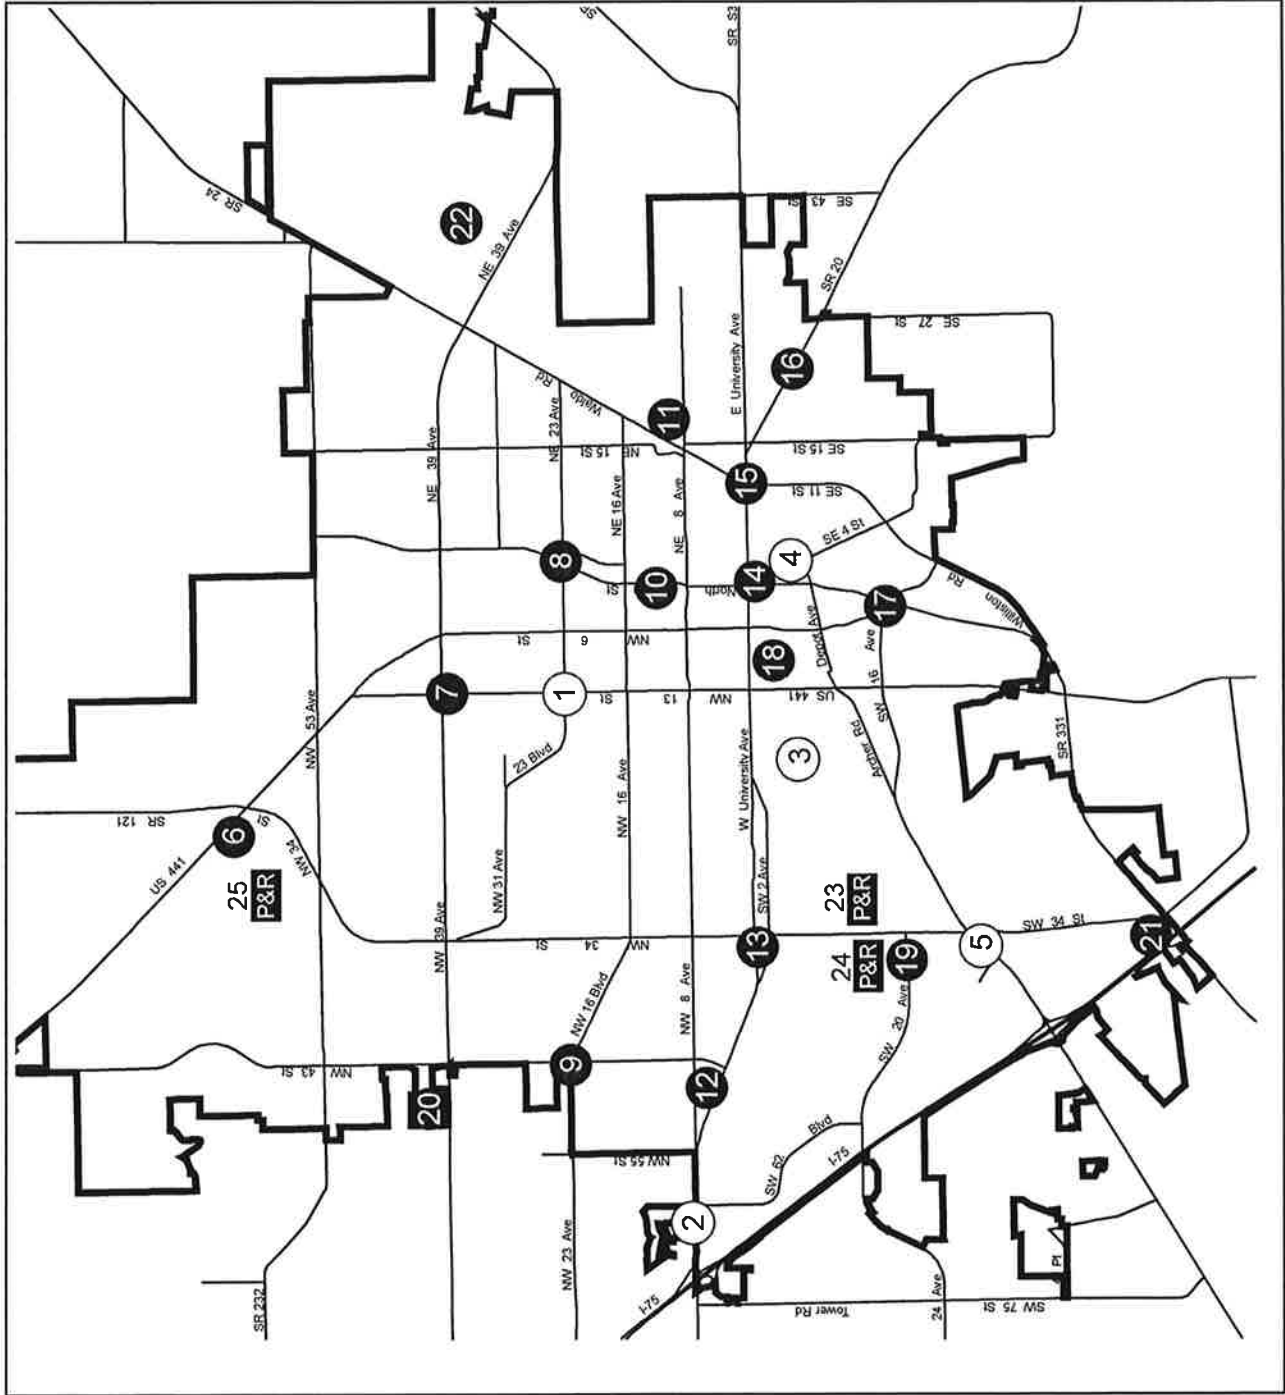 SR
SR S3
SR 24
22
NE 39 Ave
SE 43 St
SR 20
SE 27 St
E University Ave
16
Waldo
Rd
11
NE 23 Ave
NE 39 Ave
NE 15 St
SE 15 St
NE 16 Ave
NE 8 Ave
15
SE 11 St
SE 4 St
8
10
St
North
14
4
Williston
Rd
17
Depot Ave
NW 6 St
18
SW 16 Ave
7
1
NW 13 St
US 441
NW 53 Ave
23 Blvd
NW 16 Ave
W University Ave
3
Archer Rd
SR 331
SR 121
6
NW 34 St
US 441
25
P&R
NW 31 Ave
SW 2 Ave
23
P&R
NW 39 Ave
NW 34 St
13
24
P&R
19
5
SW 34 St
21
NW 16 Blvd
NW 8 Ave
SW 20 Ave
NW 43 St
9
12
20
SW 62 Blvd
I-75
NW 55 St
2
NW 23 Ave
SR 232
I-75
Tower Rd
24 Ave
SW 75 St
Pl